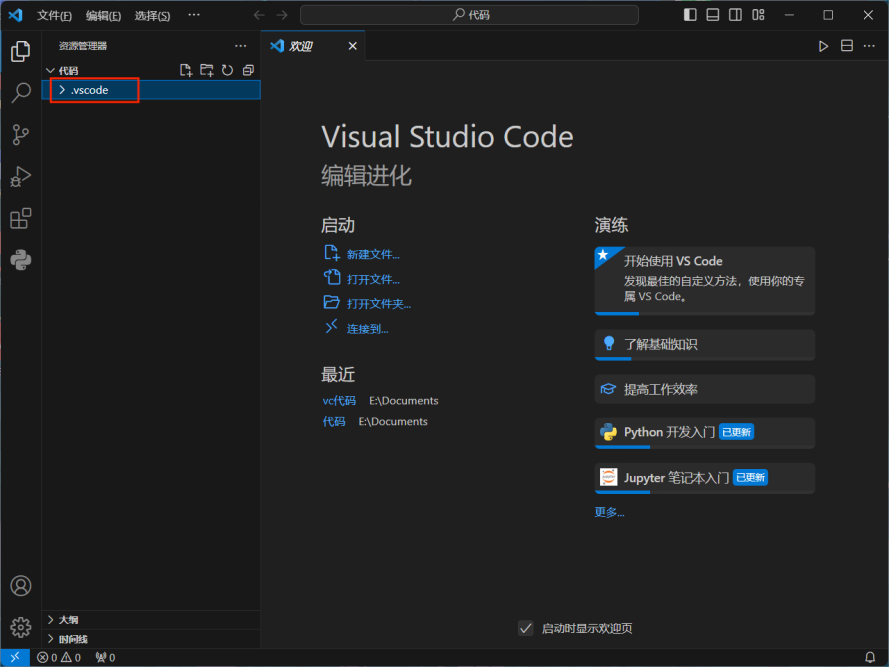 文件(F) 编辑(E) 选择(S) ··· 代码
资源管理器 ···
代码
.vscode
欢迎
Visual Studio Code
编辑进化
启动
新建文件...
打开文件...
打开文件夹...
连接到...
最近
vc代码 E:\Documents
代码 E:\Documents
演练
开始使用 VS Code
发现最佳的自定义方法，使用你的专
属 VS Code。
了解基础知识
提高工作效率
Python 开发入门 已更新
Jupyter 笔记本入门 已更新
更多...
启动时显示欢迎页
大纲
时间线
0 0 0